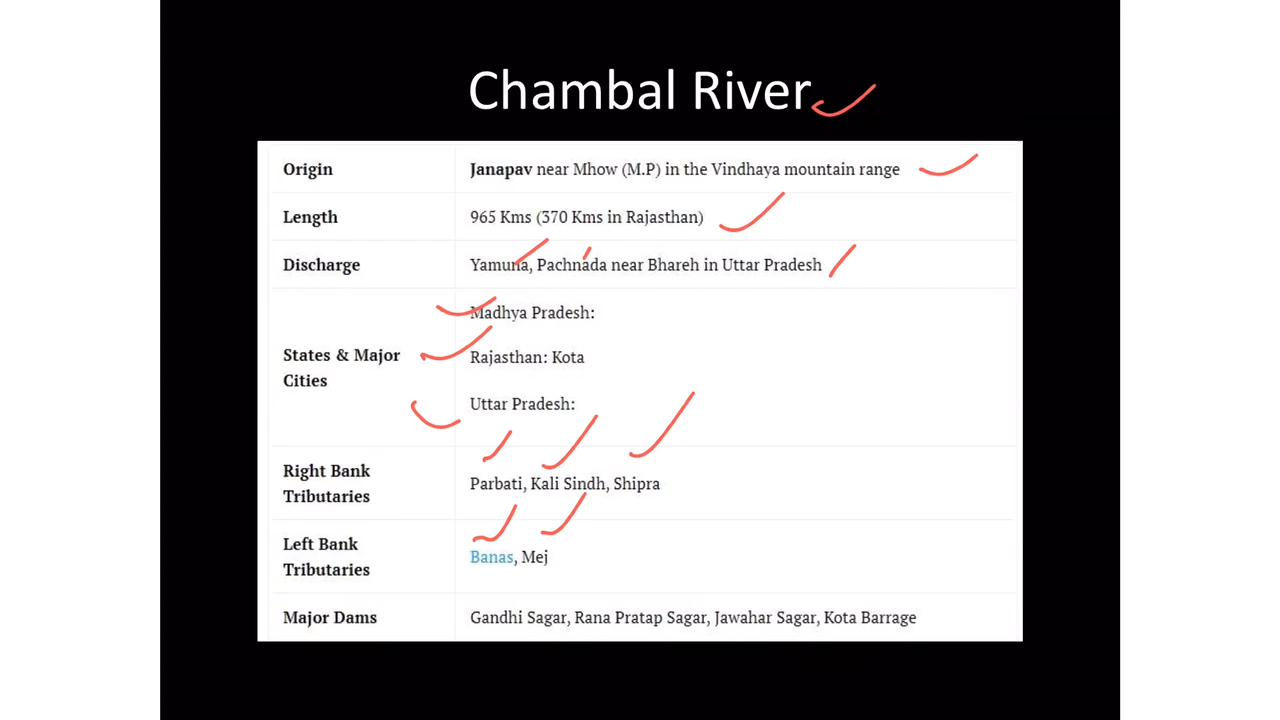 Chambal River
Origin Janapav near Mhow (M.P) in the Vindhaya mountain range
Length 965 Kms (370 Kms in Rajasthan)
Discharge Yamuna, Pachnada near Bhareh in Uttar Pradesh
States & Major
Cities
Madhya Pradesh:
Rajasthan: Kota
Uttar Pradesh:
Right Bank
Tributaries
Parbati, Kali Sindh, Shipra
Left Bank
Tributaries
Banas, Mej
Major Dams Gandhi Sagar, Rana Pratap Sagar, Jawahar Sagar, Kota Barrage